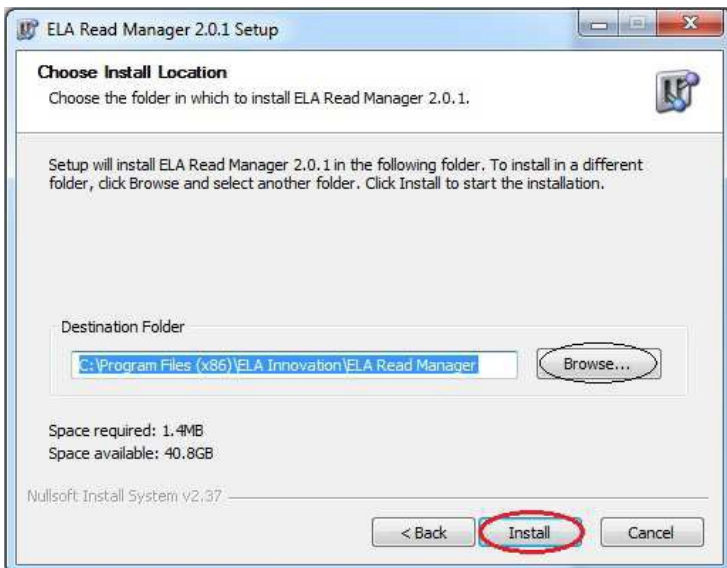 ELA Read Manager 2.0.1 Setup
Choose Install Location
Choose the folder in which to install ELA Read Manager 2.0.1.
Setup will install ELA Read Manager 2.0.1 in the following folder. To install in a different
folder, click Browse and select another folder. Click Install to start the installation.
Destination Folder
C:\Program Files (x86)\ELA Innovation\ELA Read Manager
Browse...
Space required: 1.4MB
Space available: 40.8GB
Nullsoft Install System v2.37
< Back Install Cancel